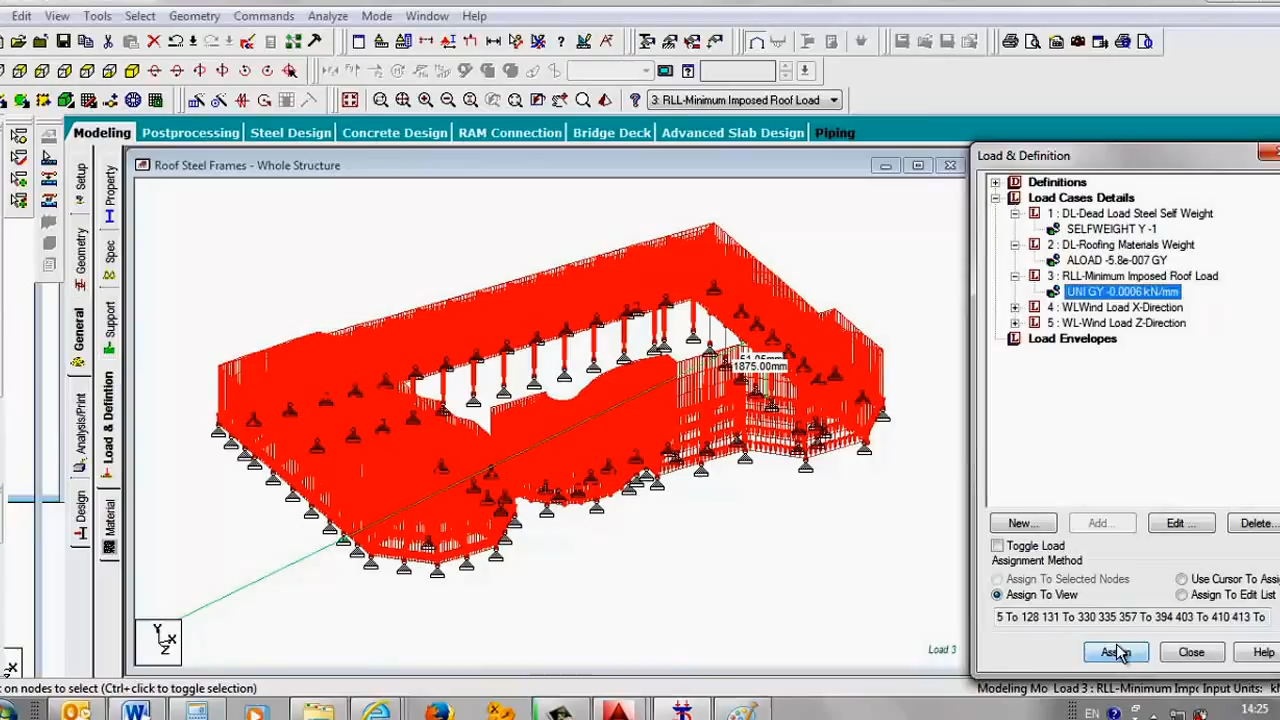 Edit View Tools Select Geometry Commands Analyze Mode Window Help
3: RLL-Minimum Imposed Roof Load
Modeling Postprocessing Steel Design Concrete Design RAM Connection Bridge Deck Advanced Slab Design Piping
Setup
Geometry
General
Analysis/Print
Design
Property
Spec
Support
Load & Definition
Material
Roof Steel Frames - Whole Structure
1875.00mm
Y
X
Z
Load 3
Load & Definition
Definitions
Load Cases Details
1 : DL-Dead Load Steel Self Weight
SELFWEIGHT Y -1
2 : DL-Roofing Materials Weight
ALOAD -5.8e-007 GY
3 : RLL-Minimum Imposed Roof Load
UNI GY -0.0006 kN/mm
4 : WLWind Load X-Direction
5 : WL-Wind Load Z-Direction
Load Envelopes
New... Add... Edit ... Delete...
Toggle Load
Assignment Method
Assign To Selected Nodes Use Cursor To Assi
Assign To View Assign To Edit List
5 To 128 131 To 330 335 357 To 394 403 To 410 413 To
Assign Close Help
on nodes to select (Ctrl+click to toggle selection) Modeling Mo Load 3 : RLL-Minimum Impo Input Units:
EN 14:25